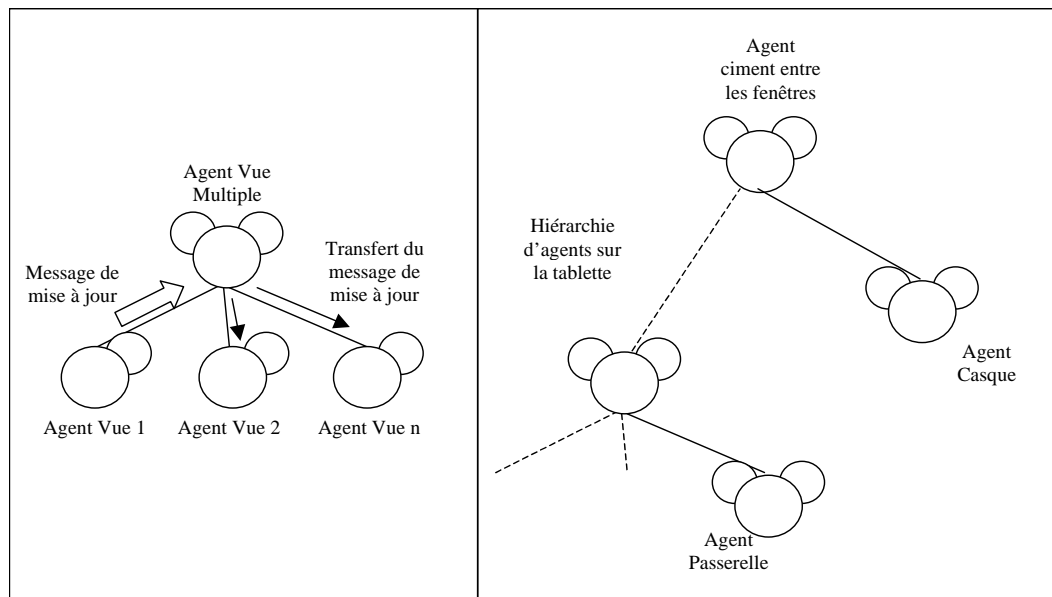 Agent Vue
Multiple
Message de
mise à jour
Transfert du
message de
mise à jour
Agent Vue 1
Agent Vue 2
Agent Vue n
Agent
ciment entre
les fenêtres
Hiérarchie
d'agents sur
la tablette
Agent
Casque
Agent
Passerelle